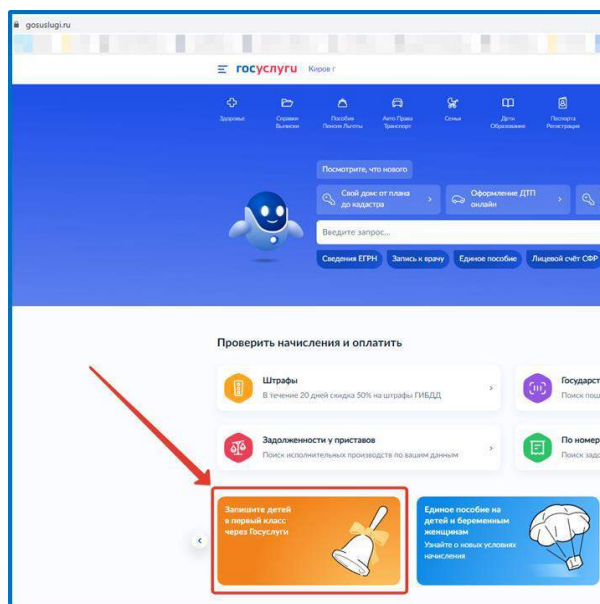 gosuslugi.ru
госуслуги Киров г
Здоровье
Справки
Выписки
Пособия
Пенсия Льготы
Авто Права
Транспорт
Семья
Дети
Образование
Паспорта
Регистрация
Посмотрите, что нового
Свой дом: от плана
до кадастра
Оформление ДТП
онлайн
Введите запрос...
Сведения ЕГРН Запись к врачу Единое пособие Лицевой счёт СФР
Проверить начисления и оплатить
Штрафы
В течение 20 дней скидка 50% на штрафы ГИБДД
Государст
Поиск пош
Задолженности у приставов
Поиск исполнительных производств по вашим данным
По номер
Поиск задо
Запишите детей
в первый класс
через Госуслуги
Единое пособие на
детей и беременным
женщинам
Узнайте о новых условиях
начисления